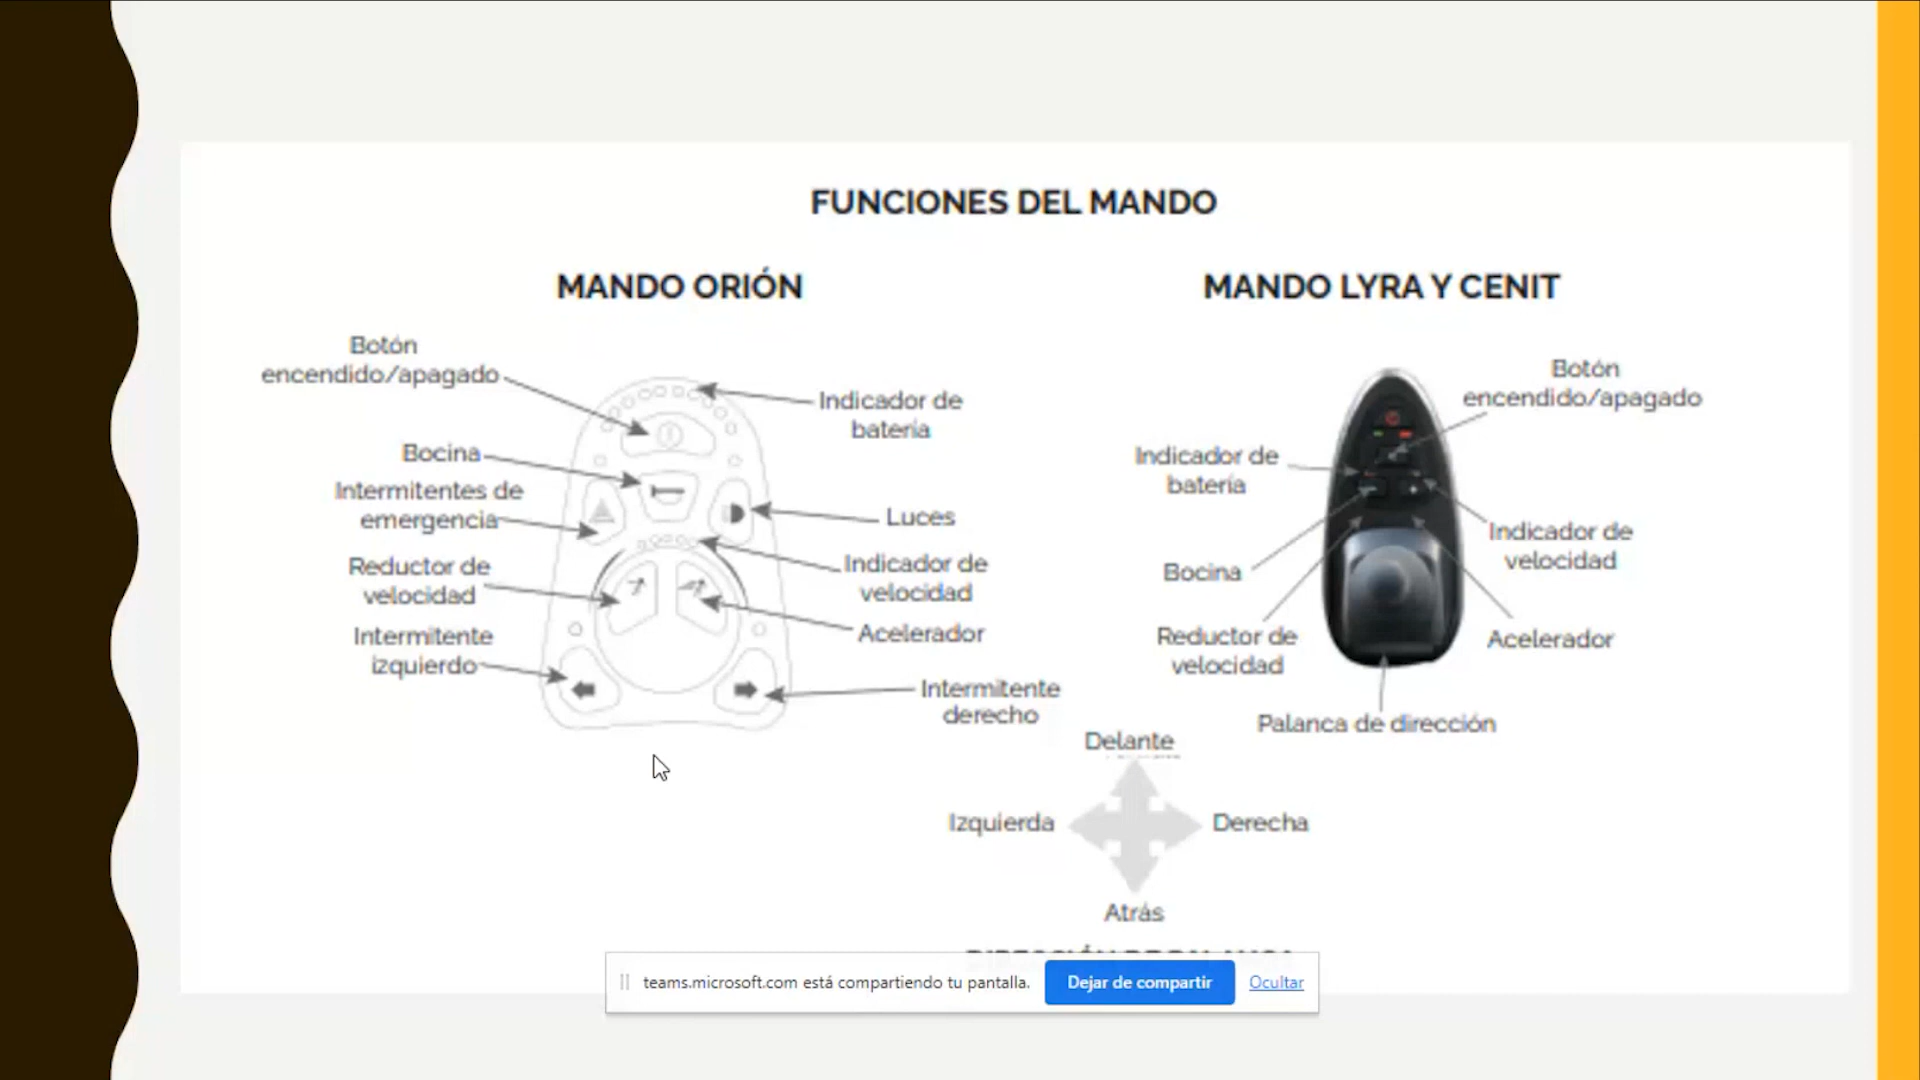 FUNCIONES DEL MANDO
MANDO ORIÓN
Botón
encendido/apagado
Bocina
Intermitentes de
emergencia
Reductor de
velocidad
Intermitente
izquierdo
Indicador de
batería
Luces
Indicador de
velocidad
Acelerador
Intermitente
derecho
MANDO LYRA Y CENIT
Botón
encendido/apagado
Indicador de
batería
Indicador de
velocidad
Bocina
Reductor de
velocidad
Acelerador
Palanca de dirección
Delante
Izquierda
Derecha
Atrás
teams.microsoft.com está compartiendo tu pantalla.
Dejar de compartir
Ocultar